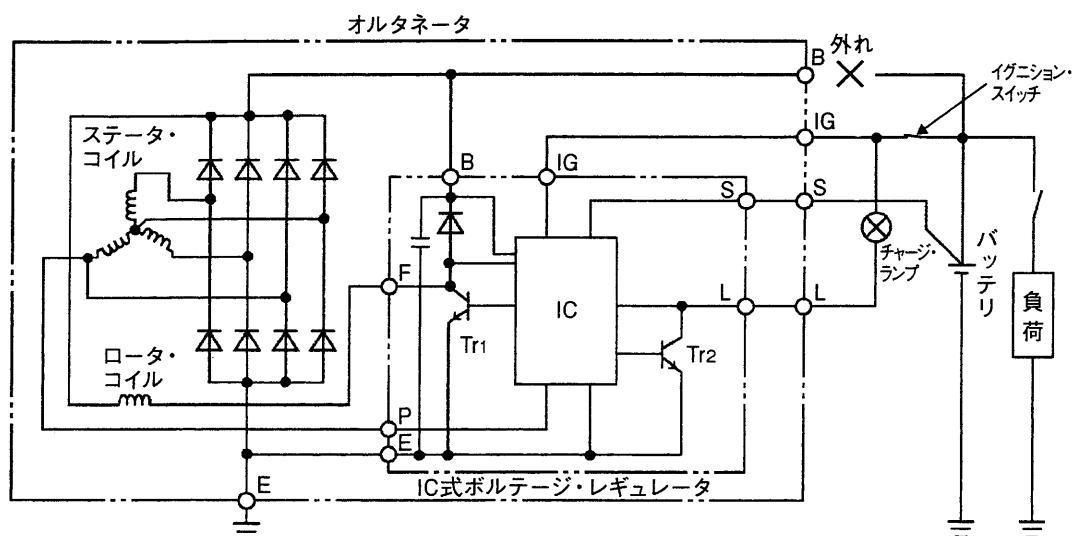 オルタネータ
B
外れ
イグニション・
スイッチ
IG
ステータ・
コイル
B
IG
S
S
チャージ・
ランプ
バッテリ
F
IC
L
L
負荷
Tr1
Tr2
ロータ・
コイル
P
E
E
IC式ボルテージ・レギュレータ